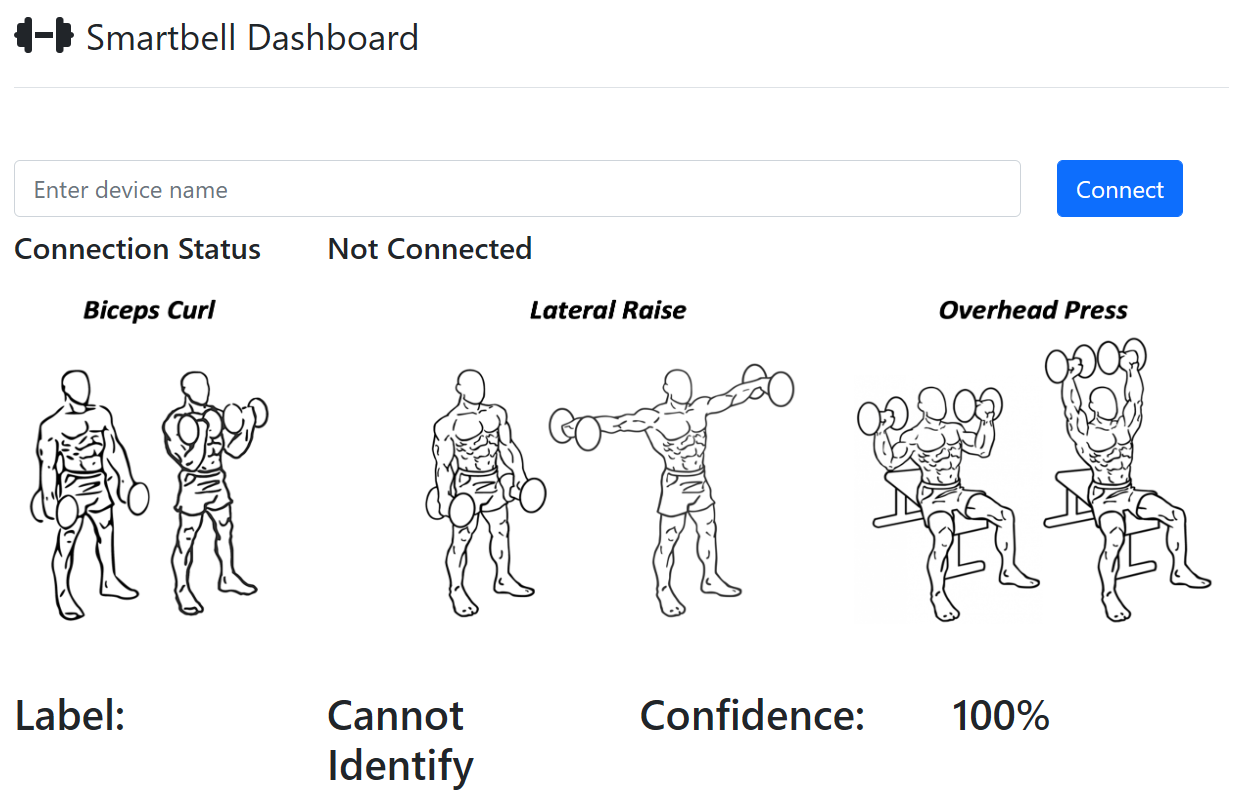 Smartbell Dashboard
Enter device name
Connect
Connection Status Not Connected
Biceps Curl Lateral Raise Overhead Press
Label: Cannot Identify Confidence: 100%